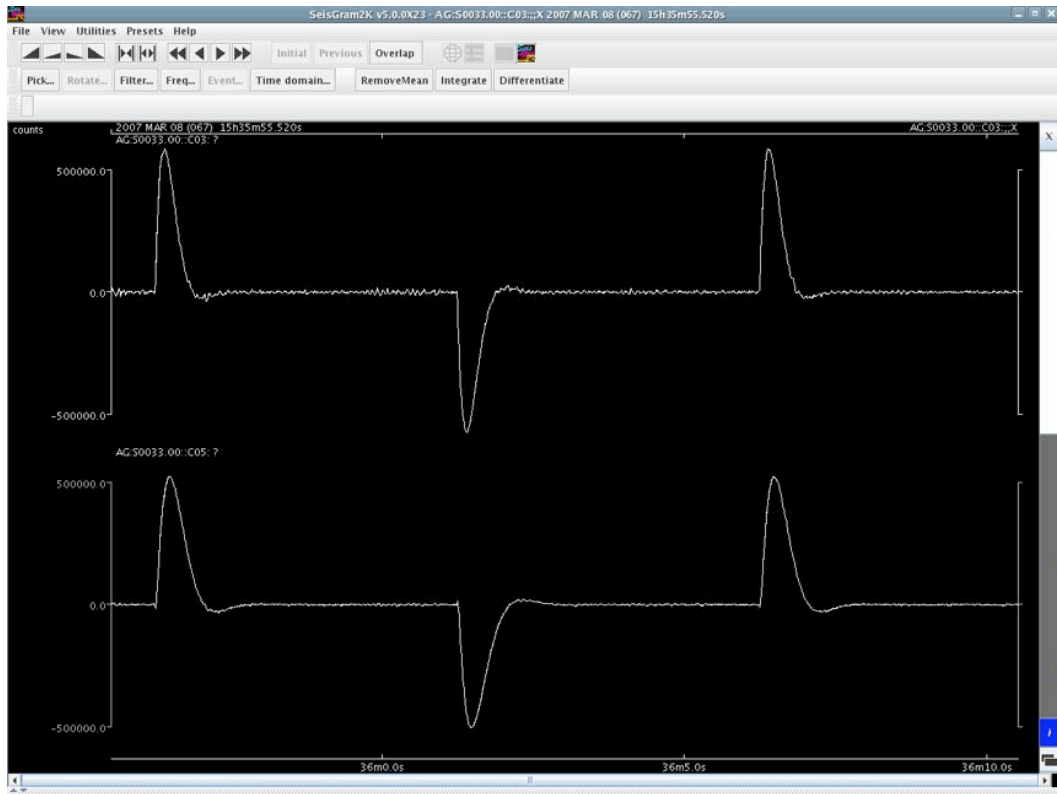 SeisGram2K v5.0.0X23 - AG:S0033.00::C03:;;X 2007 MAR 08 (067) 15h35m55.520s
File View Utilities Presets Help
Initial Previous Overlap
Pick... Rotate... Filter... Freq... Event... Time domain... RemoveMean Integrate Differentiate
counts 2007 MAR 08 (067) 15h35m55.520s AG:S0033.00::C03:;;X X
AG:S0033.00::C03: ?
500000.0
0.0
-500000.0
AG:S0033.00::C05: ?
500000.0
0.0
-500000.0
i
36m0.0s 36m5.0s 36m10.0s